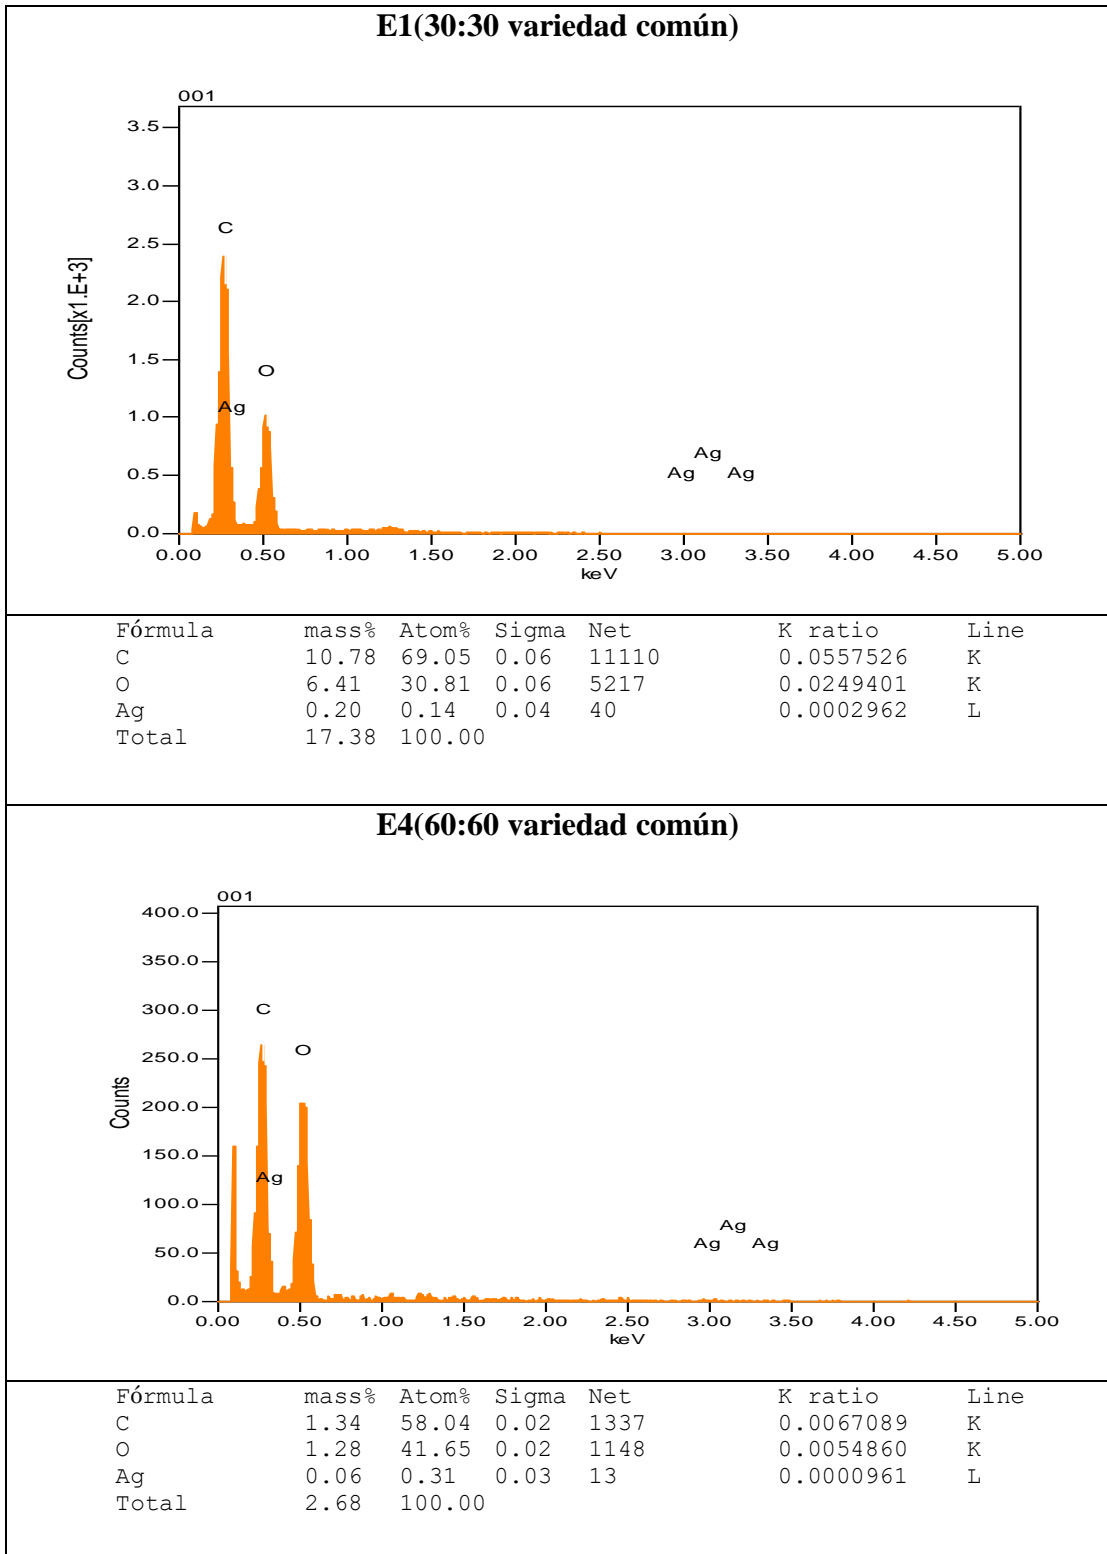 E1(30:30 variedad común)
001
3.5
3.0
C
2.5
2.0
Counts[x1.E+3]
1.5
O
Ag
1.0
Ag
0.5 Ag Ag
0.0
0.00 0.50 1.00 1.50 2.00 2.50 3.00 3.50 4.00 4.50 5.00
keV
Fórmula mass% Atom% Sigma Net K ratio Line
C 10.78 69.05 0.06 11110 0.0557526 K
O 6.41 30.81 0.06 5217 0.0249401 K
Ag 0.20 0.14 0.04 40 0.0002962 L
Total 17.38 100.00
E4(60:60 variedad común)
001
400.0
350.0
300.0 C
250.0 O
200.0
Counts
150.0
Ag
100.0
Ag
50.0 Ag Ag
0.0
0.00 0.50 1.00 1.50 2.00 2.50 3.00 3.50 4.00 4.50 5.00
keV
Fórmula mass% Atom% Sigma Net K ratio Line
C 1.34 58.04 0.02 1337 0.0067089 K
O 1.28 41.65 0.02 1148 0.0054860 K
Ag 0.06 0.31 0.03 13 0.0000961 L
Total 2.68 100.00